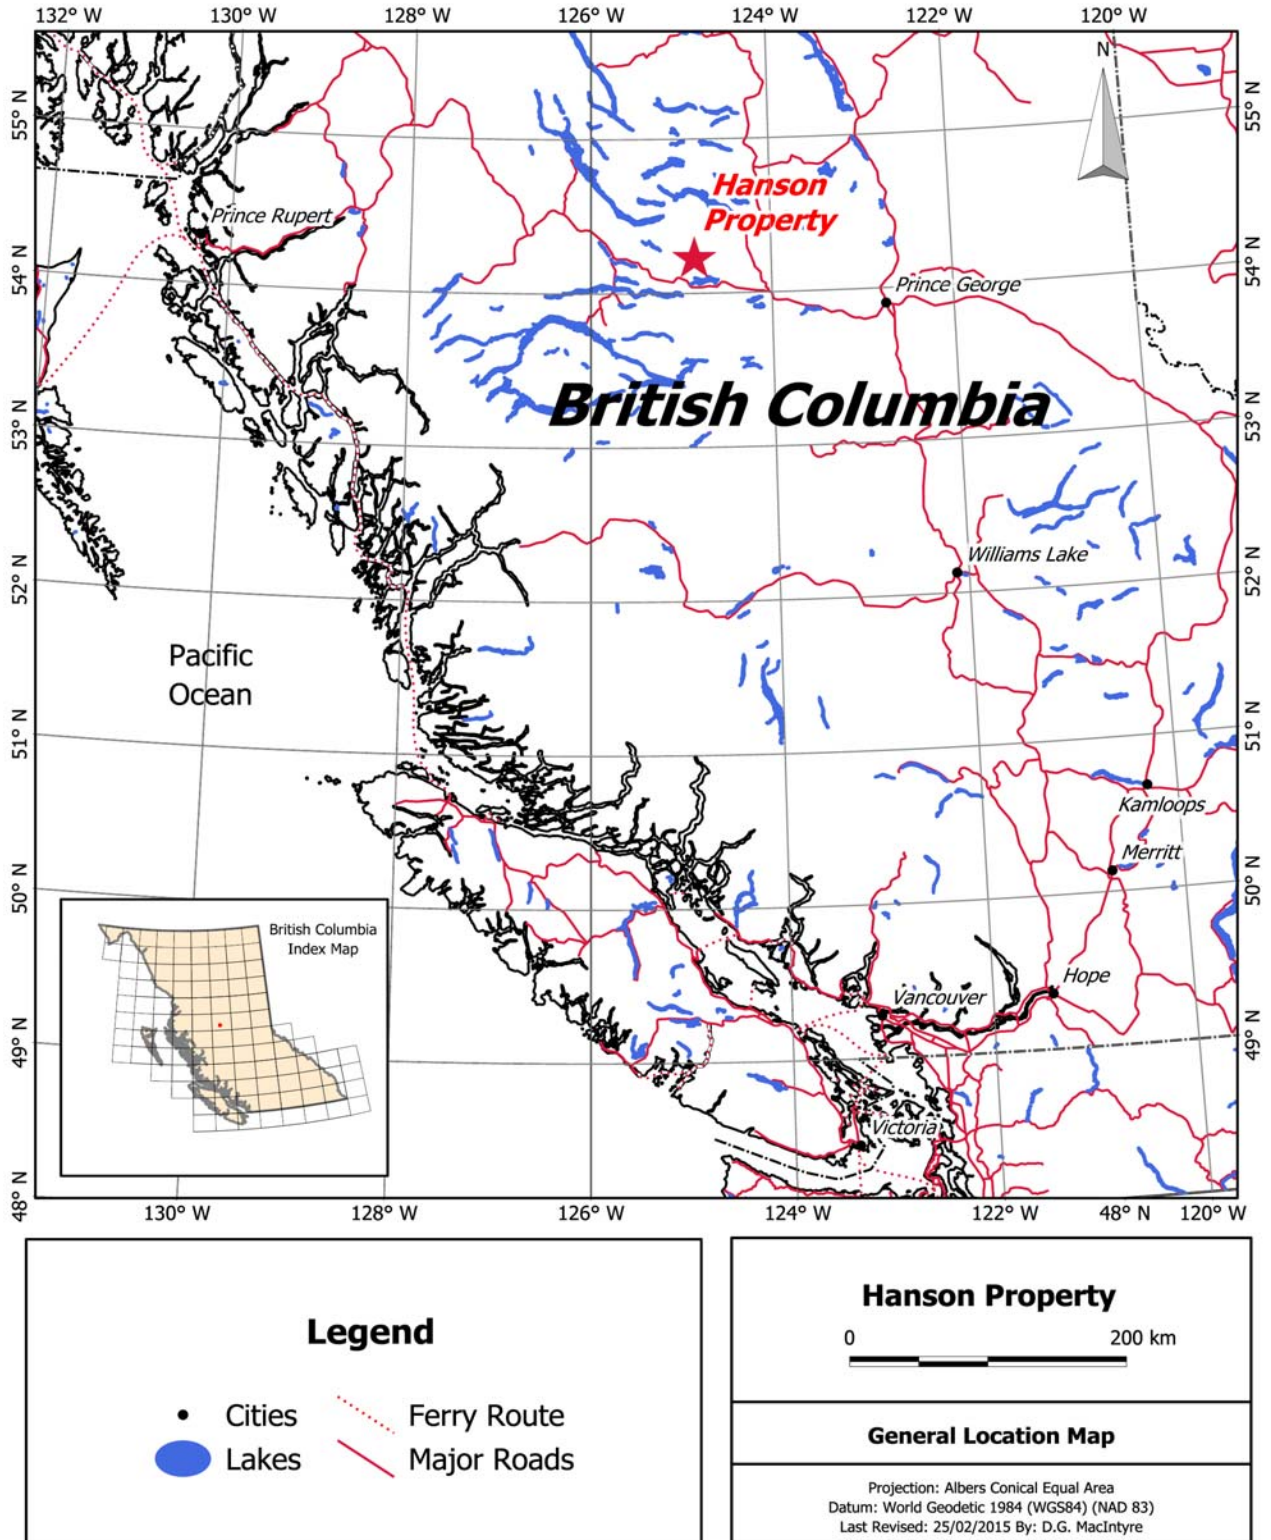 132° W
130° W
128° W
126° W
124° W
122° W
120° W
N
55° N
55° N
Hanson
Property
Prince Rupert
54° N
54° N
Prince George
British Columbia
53° N
53° N
Williams Lake
52° N
52° N
Pacific
Ocean
51° N
51° N
Kamloops
Merritt
50° N
50° N
British Columbia
Index Map
Hope
Vancouver
49° N
49° N
Victoria
48° N
130° W
128° W
126° W
124° W
122° W
48° N
120° W
Legend
Cities
Ferry Route
Lakes
Major Roads
Hanson Property
0
200 km
General Location Map
Projection: Albers Conical Equal Area
Datum: World Geodetic 1984 (WGS84) (NAD 83)
Last Revised: 25/02/2015 By: D.G. MacIntyre